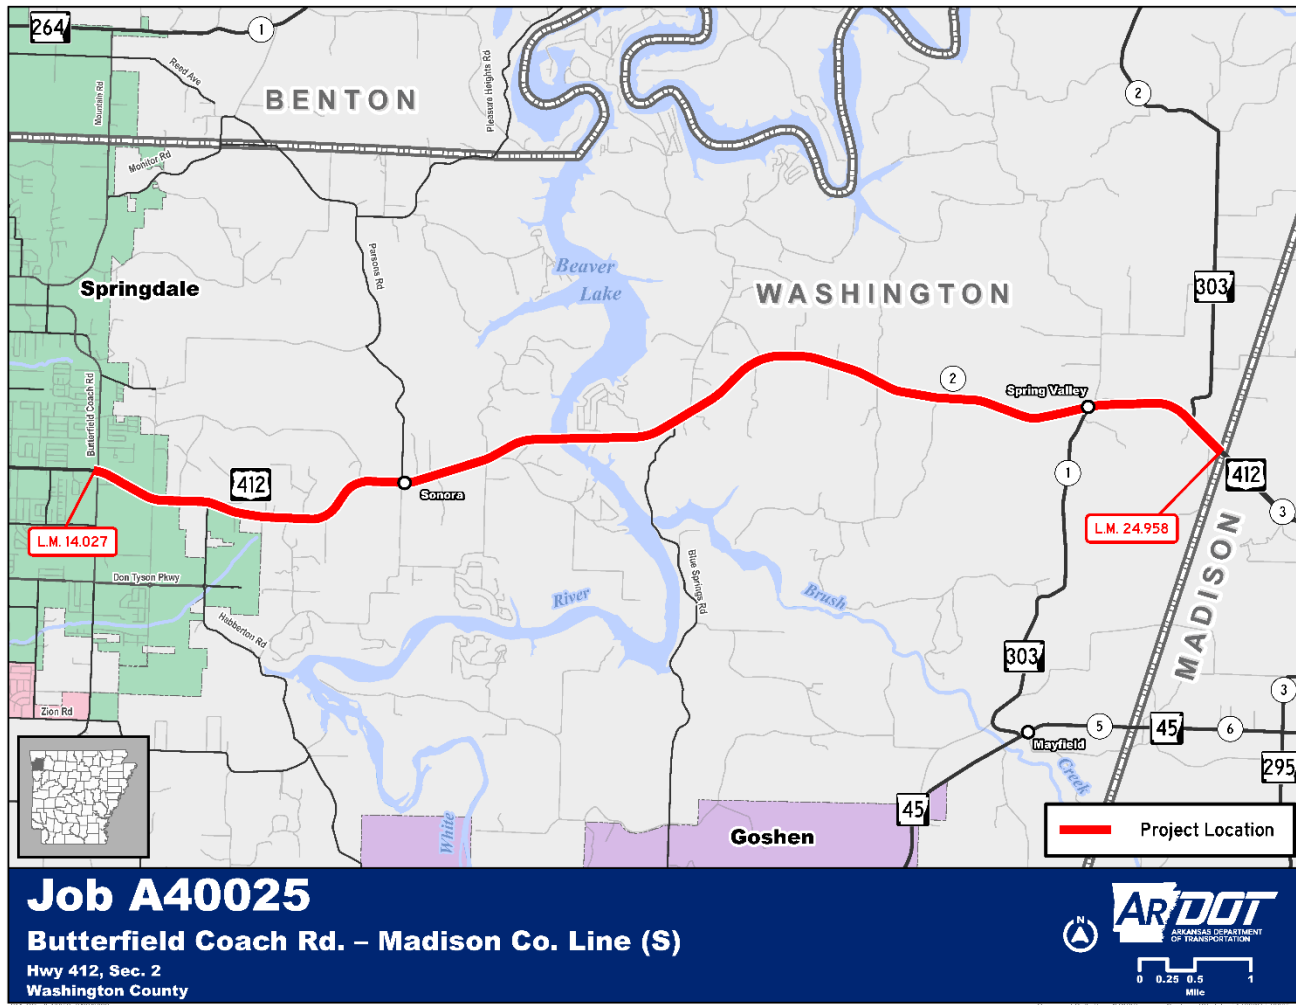 264
1
Reed Ave
Mountain Rd
BENTON
Pleasure Heights Rd
2
Monitor Rd
Parsons Rd
Springdale
Beaver
Lake
WASHINGTON
303
Butterfield Coach Rd
2
Spring Valley
412
Sonora
1
412
3
L.M. 14.027
L.M. 24.958
Don Tyson Pkwy
Blue Springs Rd
River
Brush
MADISON
Habberton Rd
303
3
Zion Rd
Mayfield
5
45
6
Creek
295
45
White
Goshen
Project Location
Job A40025
Butterfield Coach Rd. – Madison Co. Line (S)
Hwy 412, Sec. 2
Washington County
N
ARDOT
ARKANSAS DEPARTMENT
OF TRANSPORTATION
0 0.25 0.5 1
Mile